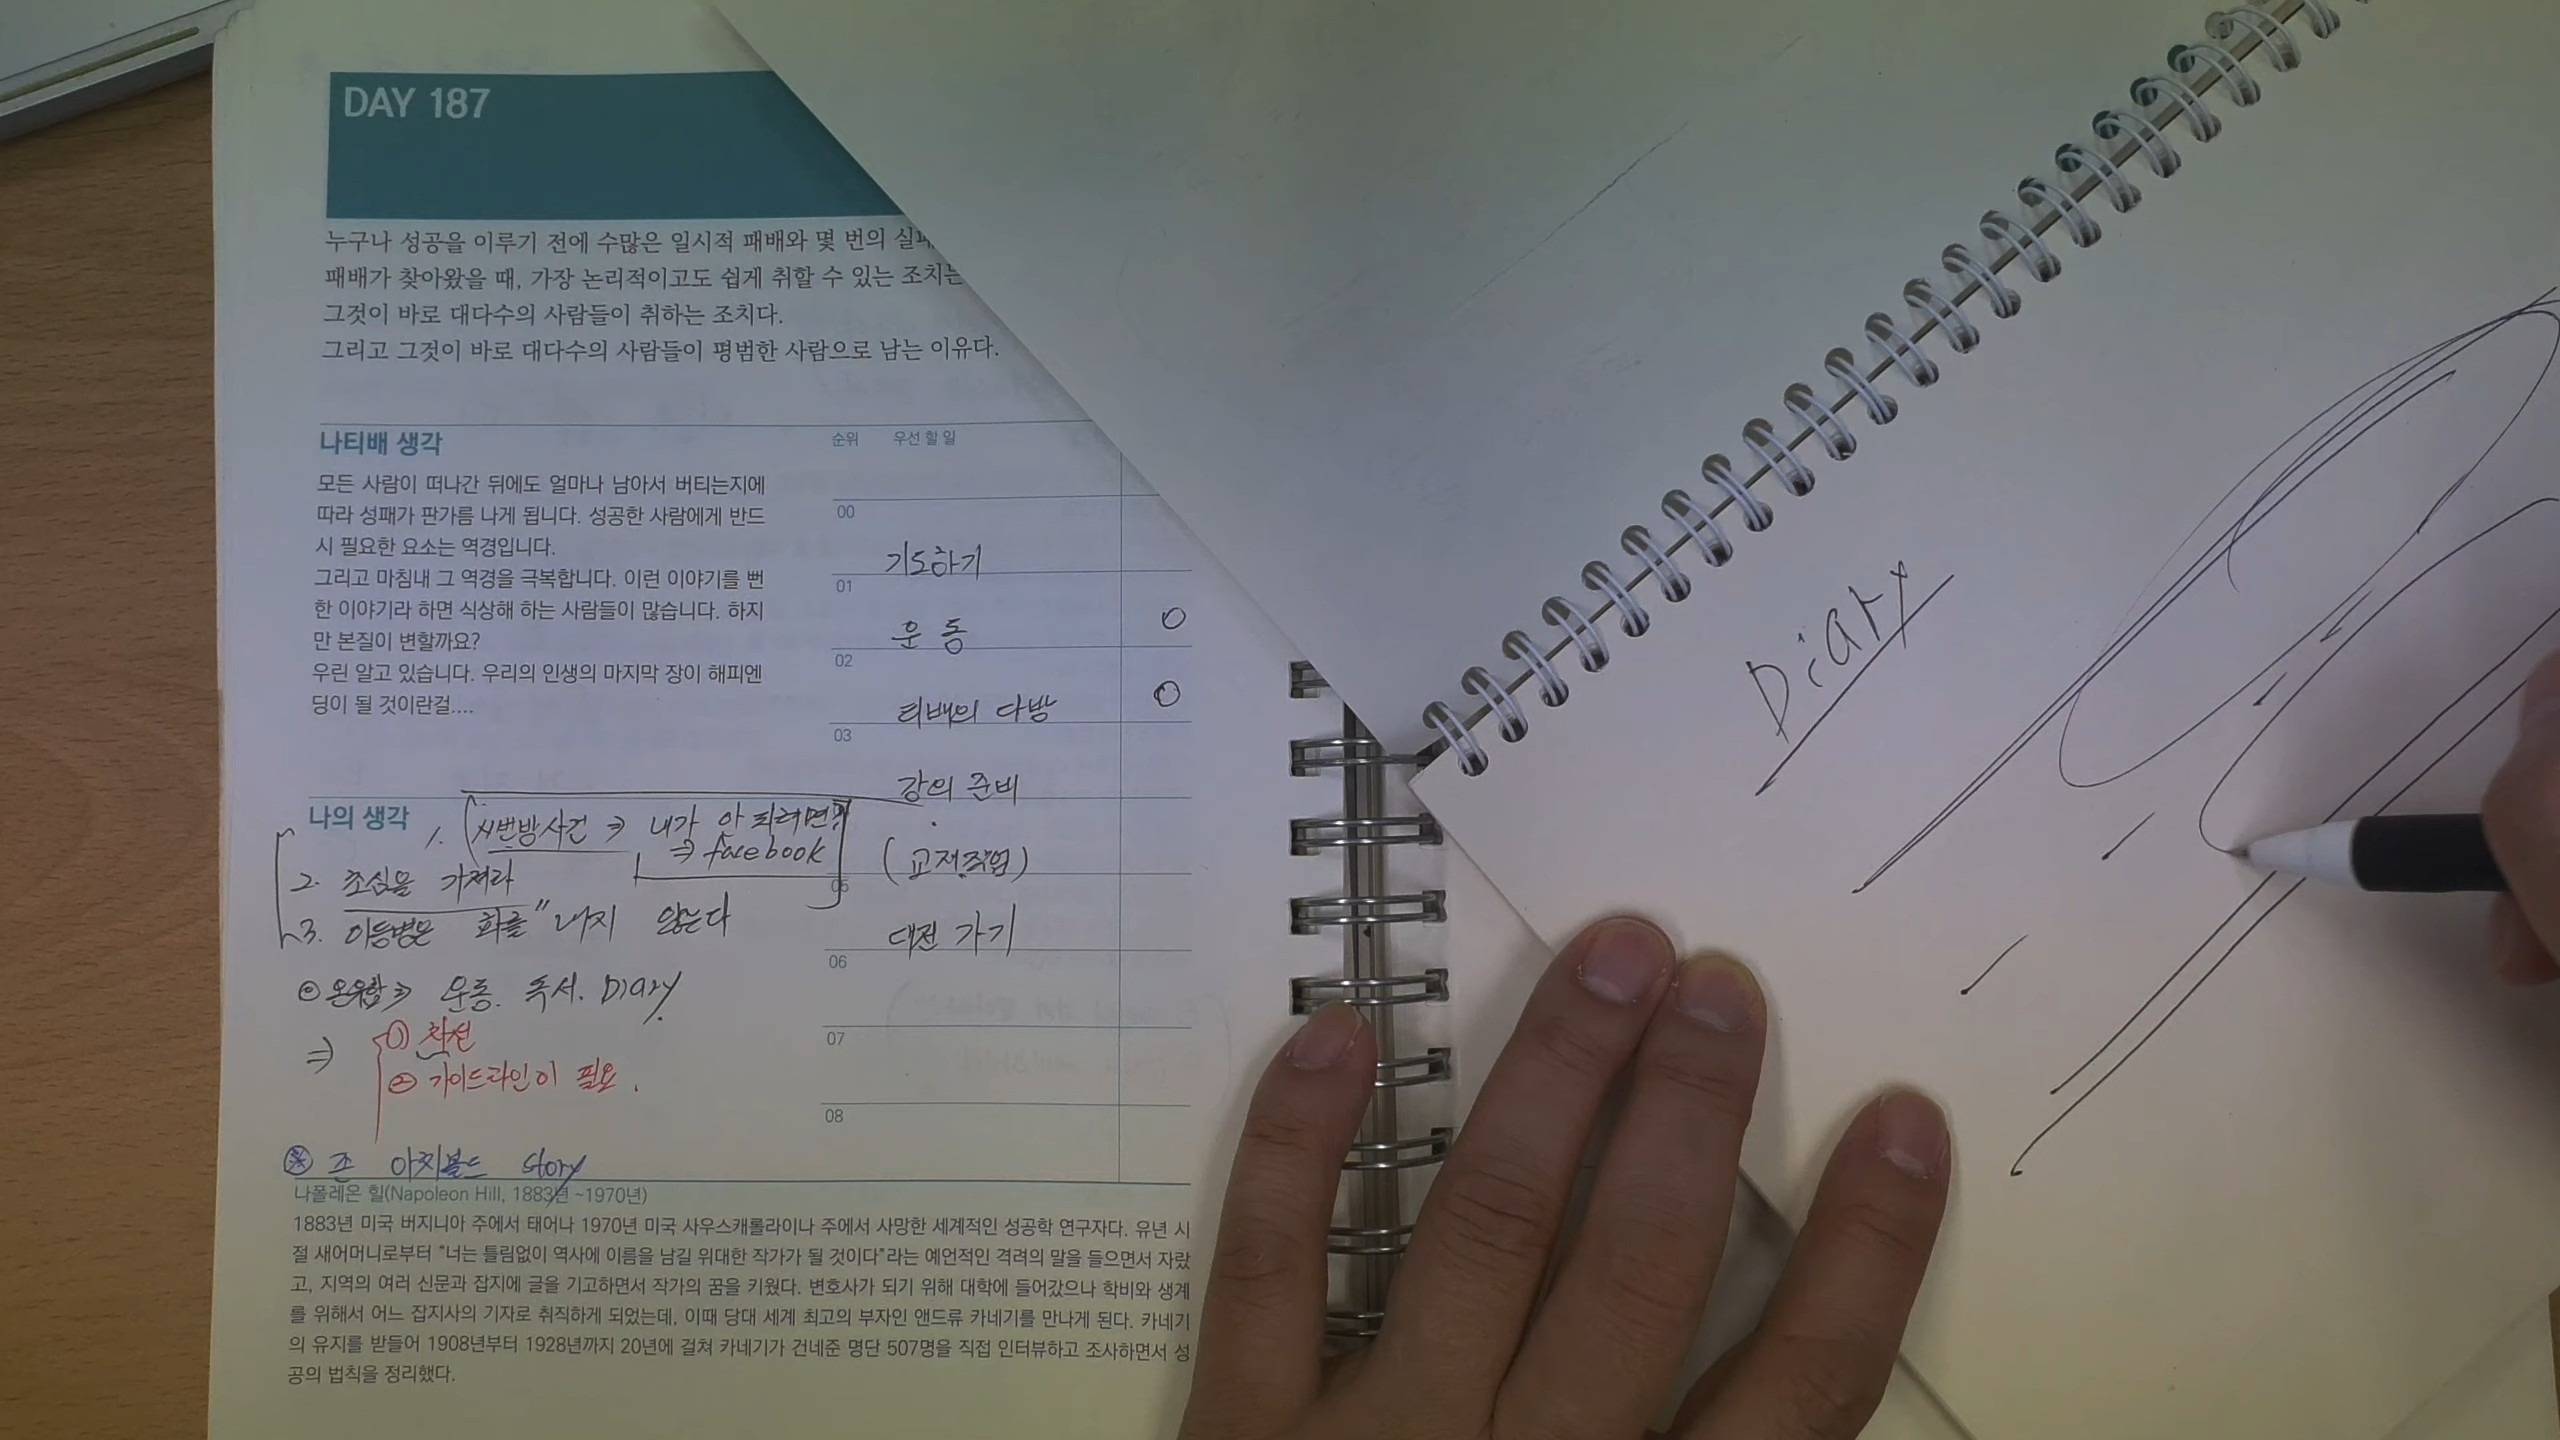 DAY 187
누구나 성공을 이루기 전에 수많은 일시적 패배와 몇 번의
패배가 찾아왔을 때, 가장 논리적이고도 쉽게 취할 수 있는 조치는
그것이 바로 대다수의 사람들이 취하는 조치다.
그리고 그것이 바로 대다수의 사람들이 평범한 사람으로 남는 이유다.
나티배 생각
모든 사람이 떠나간 뒤에도 얼마나 남아서 버티는지에
따라 성패가 판가름 나게 됩니다. 성공한 사람에게 반드
시 필요한 요소는 역경입니다.
그리고 마침내 그 역경을 극복합니다. 이런 이야기를 뻔
한 이야기라 하면 식상해 하는 사람들이 많습니다. 하지
만 본질이 변할까요?
우린 알고 있습니다. 우리의 인생의 마지막 장이 해피엔
딩이 될 것이란걸....
순위 우선 할 일
00
기도하기
01
운동 O
02
티배의 다방 O
03
강의 준비
(교재작업)
05
대전 가기
06
07
08
나의 생각
1. (N번방사건 ⇒ 내가 안 되려면?
⇒ facebook
2. 초심을 가져라
3. 이등병은 화를 내지 않는다
⇒ 운동. 독서. Diary.
⇒ ①
② 가이드라인이 필요.
존 아치볼드 story
나폴레온 힐(Napoleon Hill, 1883년 ~1970년)
1883년 미국 버지니아 주에서 태어나 1970년 미국 사우스캐롤라이나 주에서 사망한 세계적인 성공학 연구자다. 유년 시
절 새어머니로부터 "너는 틀림없이 역사에 이름을 남길 위대한 작가가 될 것이다"라는 예언적인 격려의 말을 들으면서 자랐
고, 지역의 여러 신문과 잡지에 글을 기고하면서 작가의 꿈을 키웠다. 변호사가 되기 위해 대학에 들어갔으나 학비와 생계
를 위해서 어느 잡지사의 기자로 취직하게 되었는데, 이때 당대 세계 최고의 부자인 앤드류 카네기를 만나게 된다. 카네기
의 유지를 받들어 1908년부터 1928년까지 20년에 걸쳐 카네기가 건네준 명단 507명을 직접 인터뷰하고 조사하면서 성
공의 법칙을 정리했다.
Diary